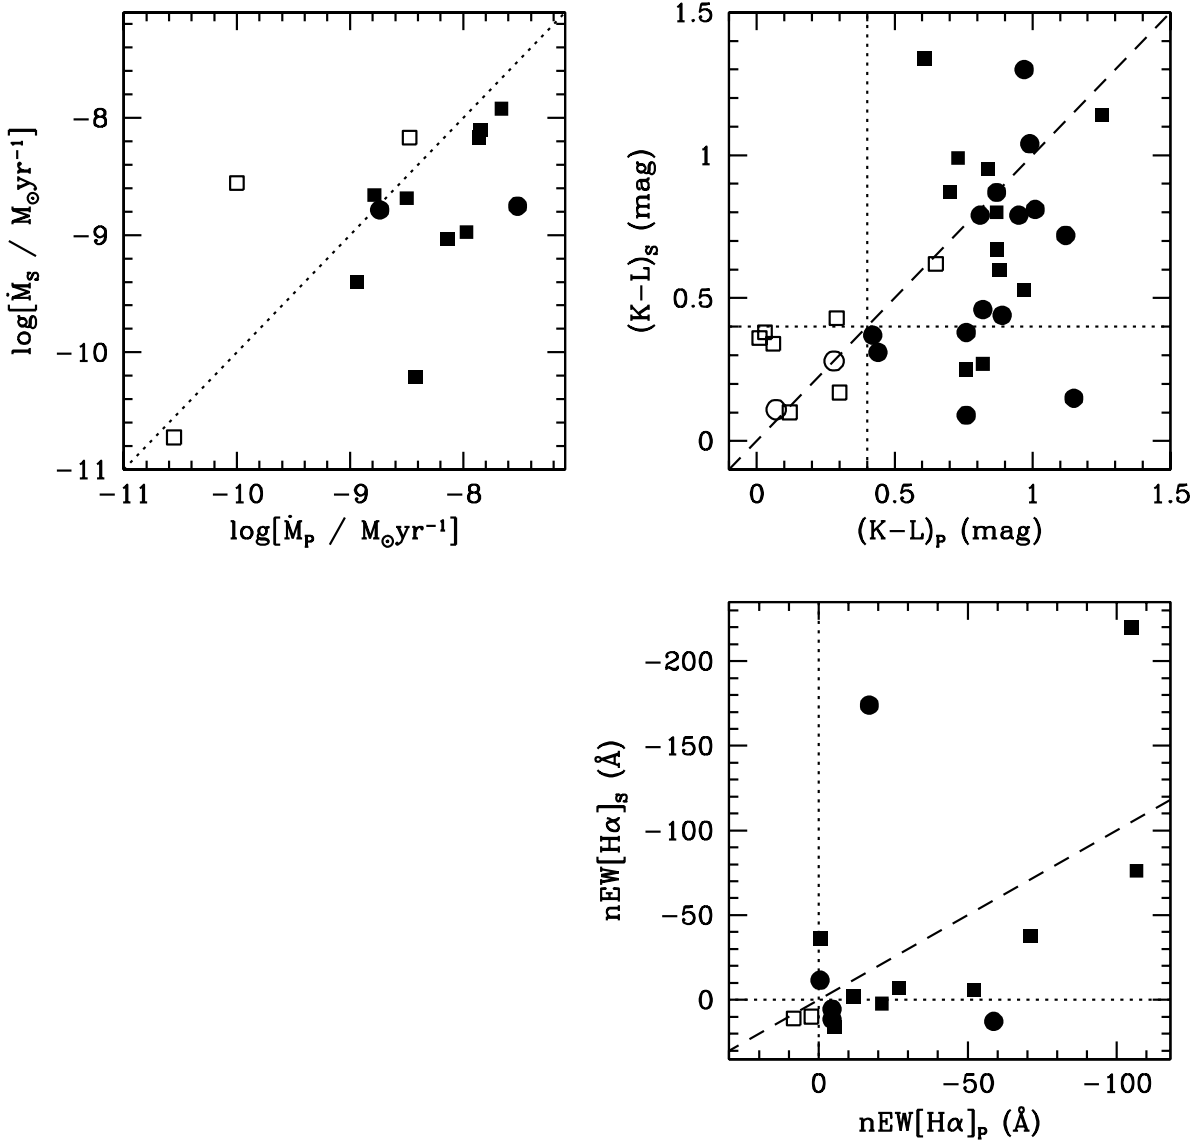 log[Ṁ_S / M_⊙yr⁻¹]
−8
−9
−10
−11
−11 −10 −9 −8
log[Ṁ_P / M_⊙yr⁻¹]
(K−L)_S (mag)
1.5
1
0.5
0
0 0.5 1 1.5
(K−L)_P (mag)
nEW[Hα]_S (Å)
−200
−150
−100
−50
0
0 −50 −100
nEW[Hα]_P (Å)